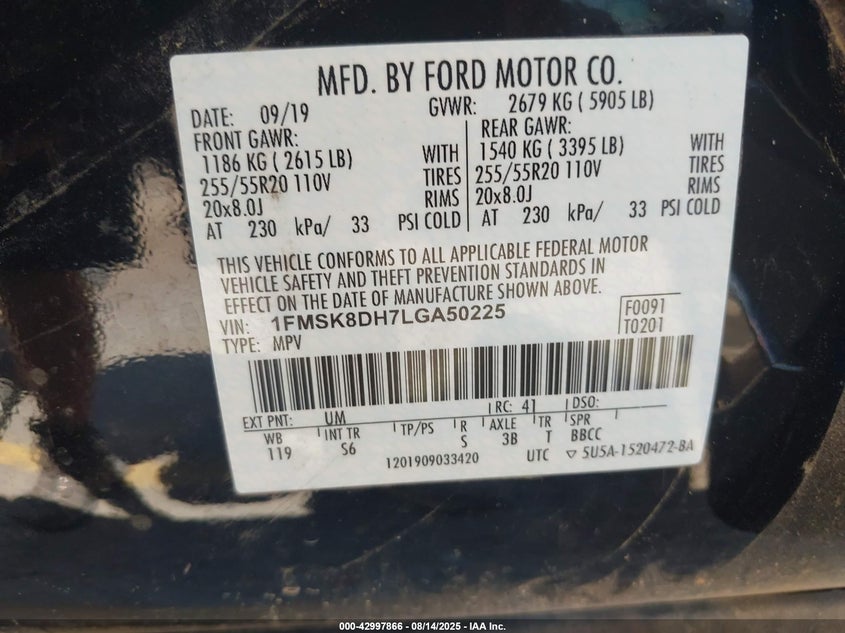 MFD. BY FORD MOTOR CO.
DATE: 09/19 GVWR: 2679 KG ( 5905 LB)
FRONT GAWR: REAR GAWR:
1186 KG ( 2615 LB) WITH 1540 KG ( 3395 LB) WITH
255/55R20 110V TIRES 255/55R20 110V TIRES
20x8.0J RIMS 20x8.0J RIMS
AT 230 kPa/ 33 PSI COLD AT 230 kPa/ 33 PSI COLD
THIS VEHICLE CONFORMS TO ALL APPLICABLE FEDERAL MOTOR
VEHICLE SAFETY AND THEFT PREVENTION STANDARDS IN
EFFECT ON THE DATE OF MANUFACTURE SHOWN ABOVE.
VIN: 1FMSK8DH7LGA50225 F0091
TYPE: MPV T0201
EXT PNT: UM RC: 41 DSO:
WB INT TR TP/PS R AXLE TR SPR
119 S6 S 3B T BBCC
1201909033420 UTC ▽ 5U5A-1520472-BA
000-42997866 - 08/14/2025 - IAA Inc.